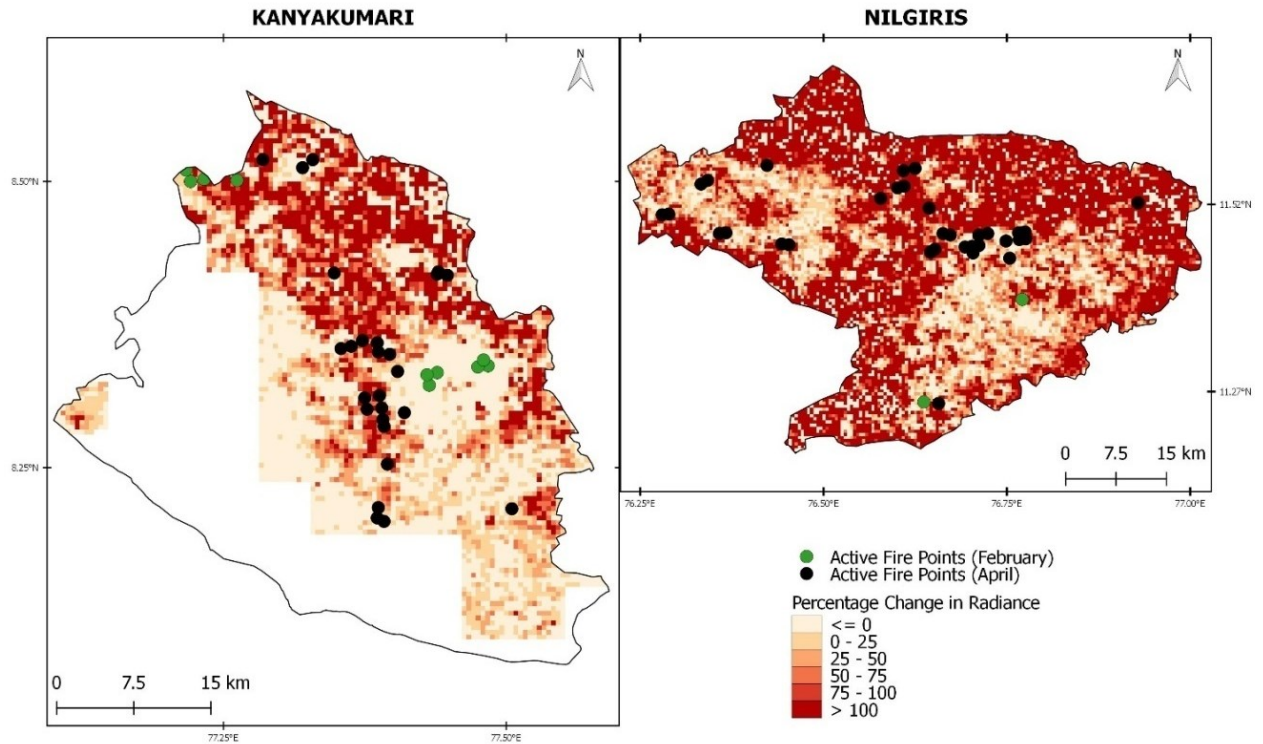 KANYAKUMARI
NILGIRIS
N
N
8.50°N
8.25°N
11.52°N
11.27°N
0 7.5 15 km
77.25°E 77.50°E
0 7.5 15 km
76.25°E 76.50°E 76.75°E 77.00°E
Active Fire Points (February)
Active Fire Points (April)
Percentage Change in Radiance
<= 0
0 - 25
25 - 50
50 - 75
75 - 100
> 100